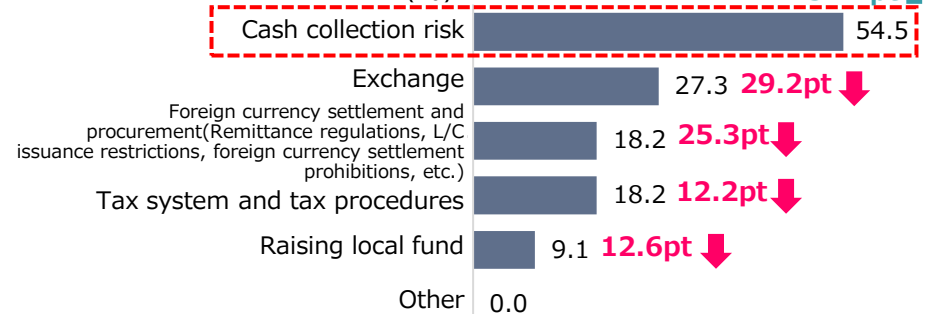 Cash collection risk 54.5
Exchange 27.3 29.2pt
Foreign currency settlement and
procurement(Remittance regulations, L/C
issuance restrictions, foreign currency settlement
prohibitions, etc.) 18.2 25.3pt
Tax system and tax procedures 18.2 12.2pt
Raising local fund 9.1 12.6pt
Other 0.0